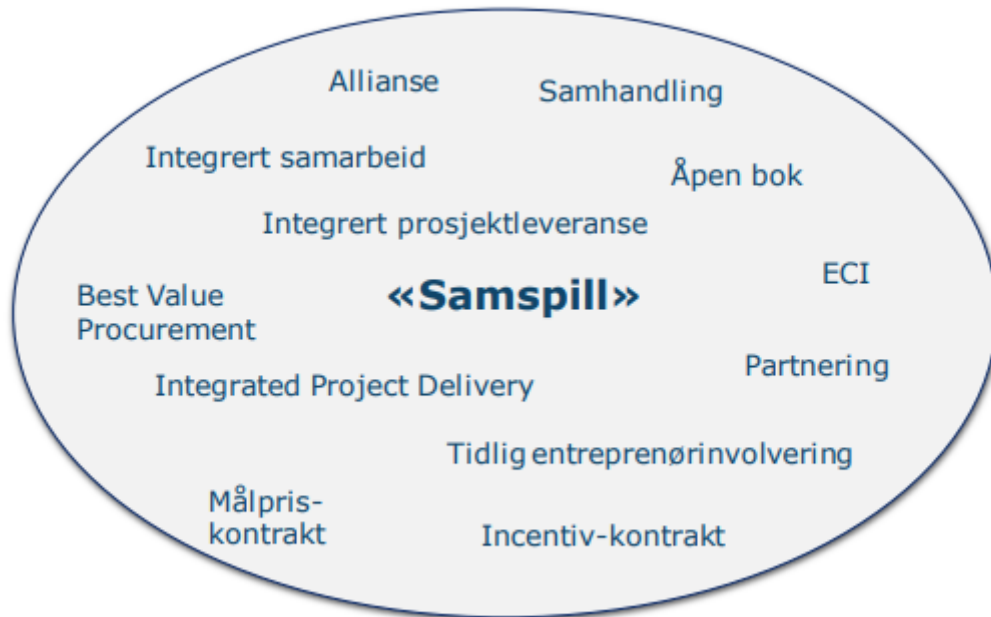 Allianse
Samhandling
Integrert samarbeid
Åpen bok
Integrert prosjektleveranse
ECI
«Samspill»
Best Value
Procurement
Partnering
Integrated Project Delivery
Tidlig entreprenørinvolvering
Målpris-
kontrakt
Incentiv-kontrakt